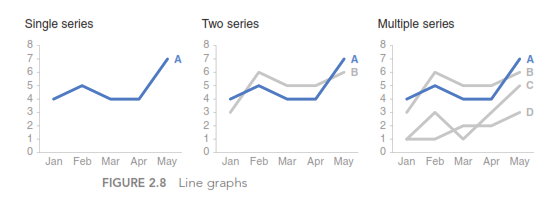 Single series
Two series
Multiple series
8
7
6
5
4
3
2
1
0
A
Jan Feb Mar Apr May
8
7
6
5
4
3
2
1
0
A
B
Jan Feb Mar Apr May
8
7
6
5
4
3
2
1
0
A
B
C
D
Jan Feb Mar Apr May
FIGURE 2.8 Line graphs